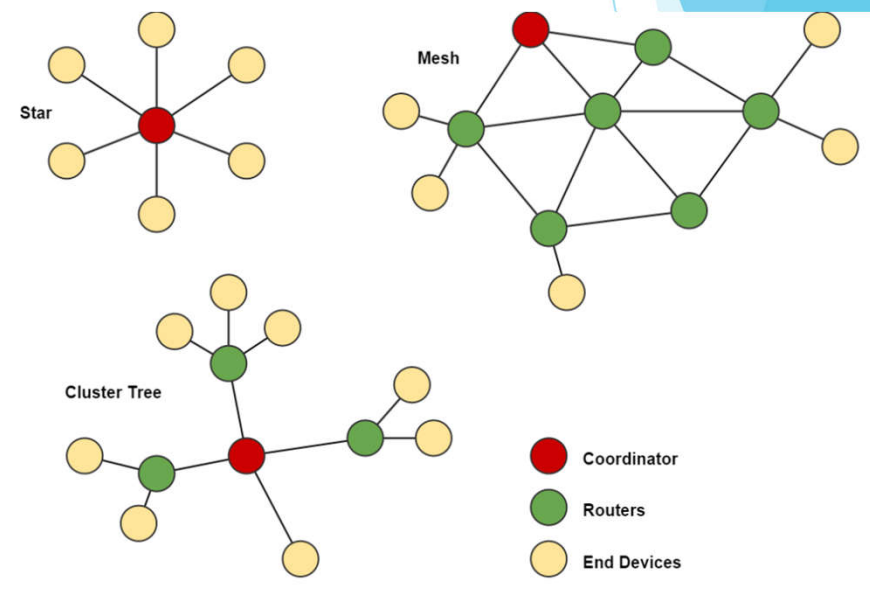 Mesh
Star
Cluster Tree
Coordinator
Routers
End Devices